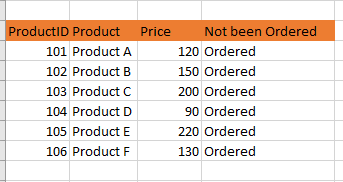 ProductID Product Price Not been Ordered
101 Product A 120 Ordered
102 Product B 150 Ordered
103 Product C 200 Ordered
104 Product D 90 Ordered
105 Product E 220 Ordered
106 Product F 130 Ordered